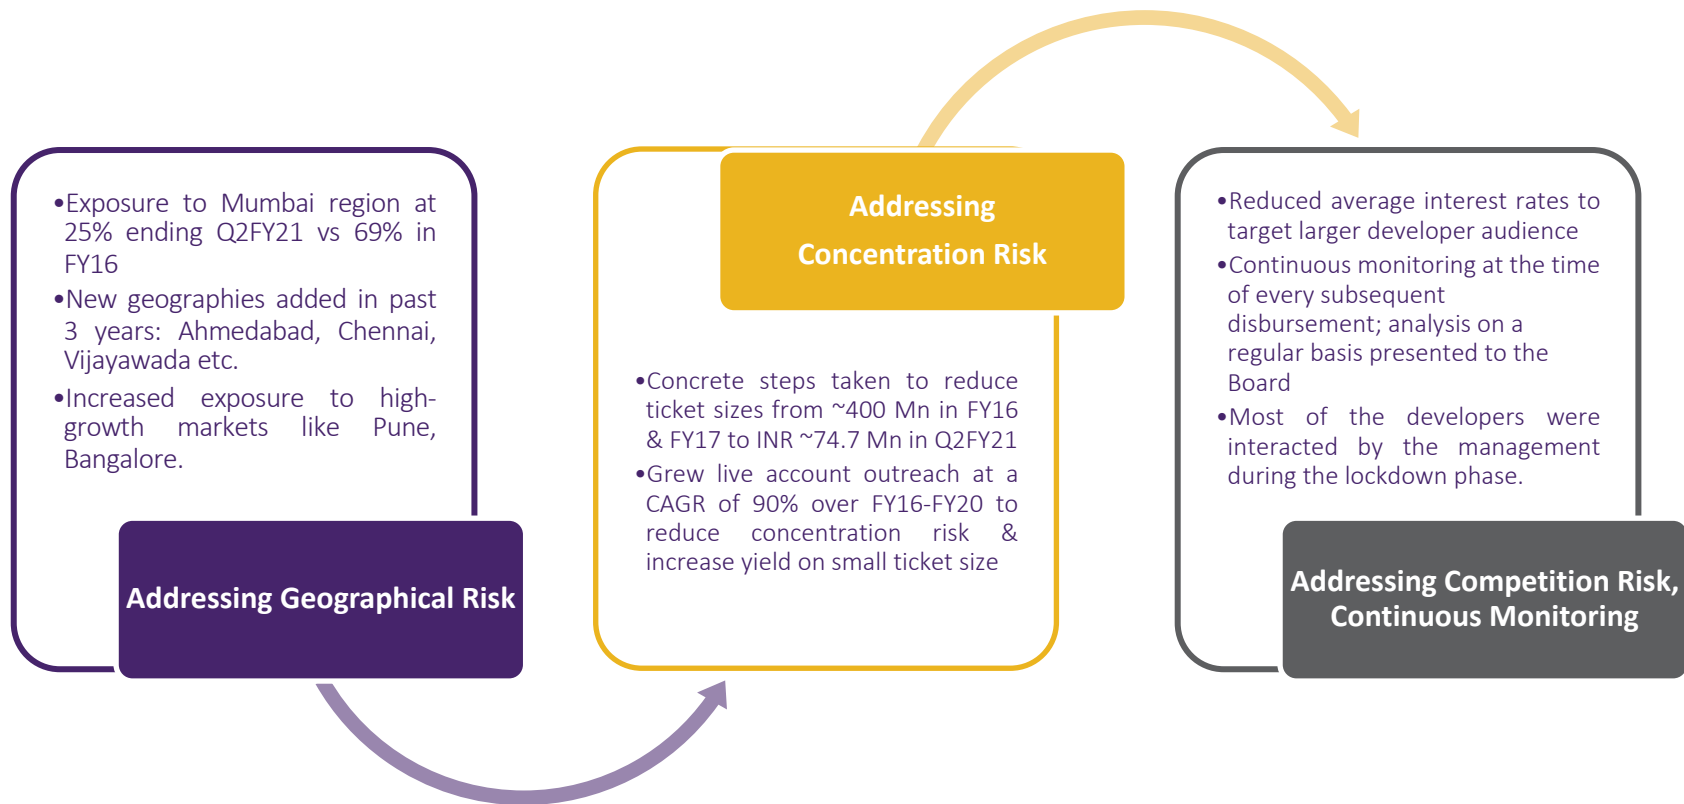 •Exposure to Mumbai region at
25% ending Q2FY21 vs 69% in
FY16
•New geographies added in past
3 years: Ahmedabad, Chennai,
Vijayawada etc.
•Increased exposure to high-
growth markets like Pune,
Bangalore.
Addressing Geographical Risk
Addressing
Concentration Risk
•Concrete steps taken to reduce
ticket sizes from ~400 Mn in FY16
& FY17 to INR ~74.7 Mn in Q2FY21
•Grew live account outreach at a
CAGR of 90% over FY16-FY20 to
reduce concentration risk &
increase yield on small ticket size
•Reduced average interest rates to
target larger developer audience
•Continuous monitoring at the time
of every subsequent
disbursement; analysis on a
regular basis presented to the
Board
•Most of the developers were
interacted by the management
during the lockdown phase.
Addressing Competition Risk,
Continuous Monitoring